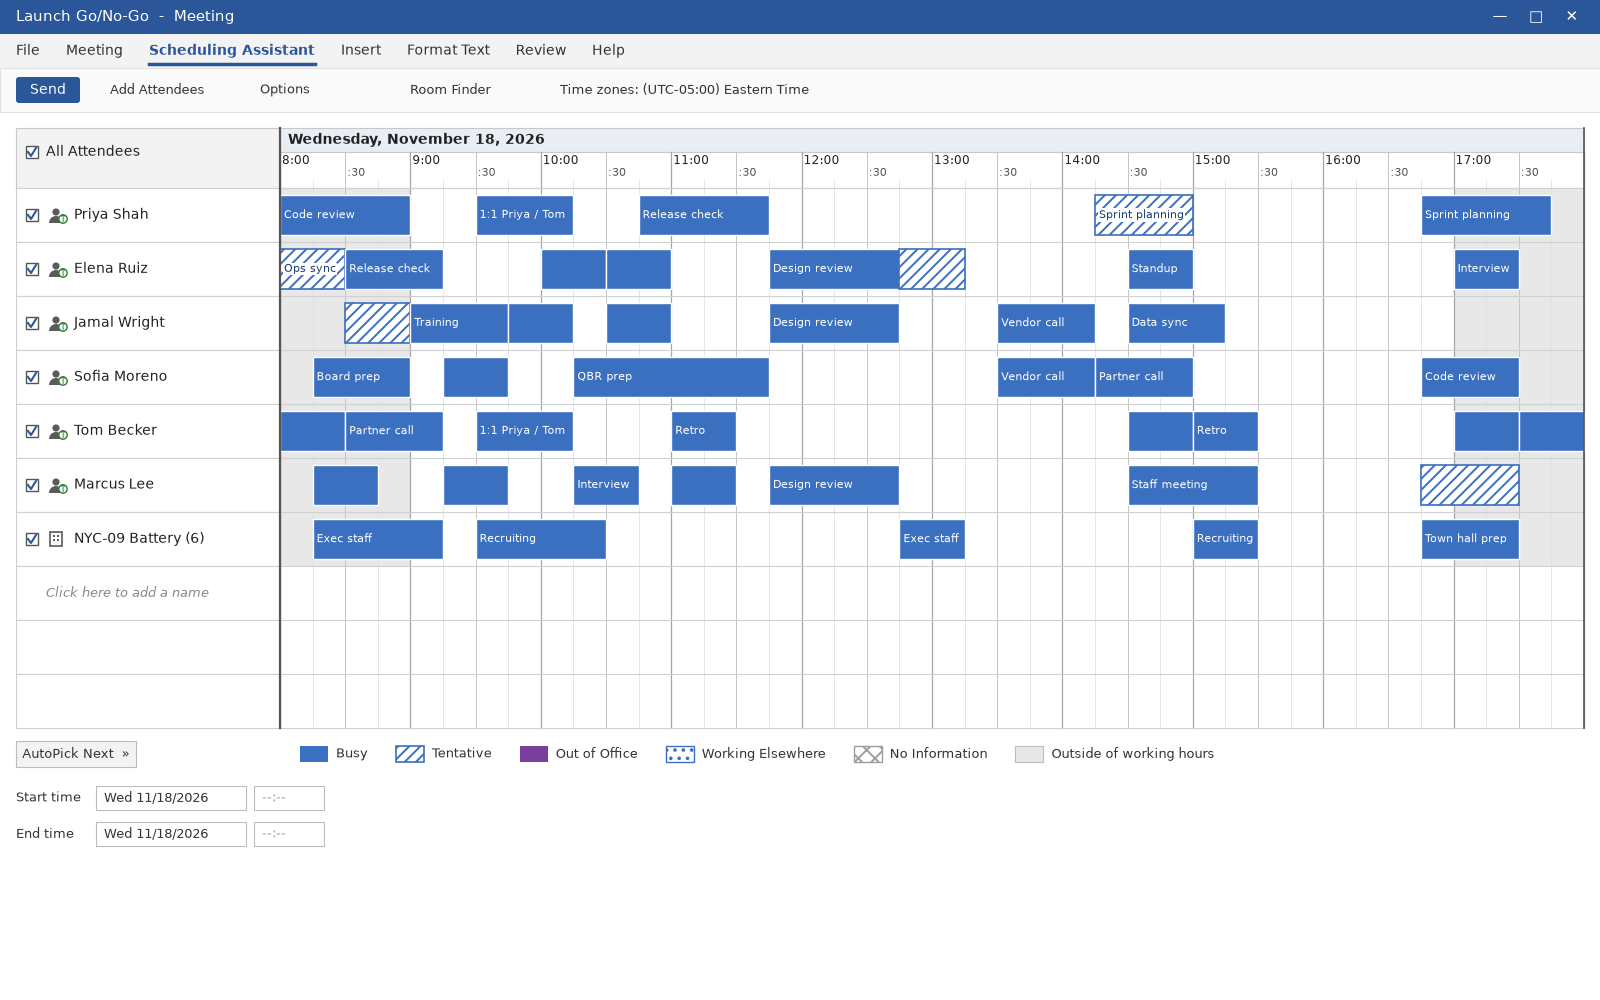 Launch Go/No-Go - Meeting
File Meeting Scheduling Assistant Insert Format Text Review Help
Send Add Attendees Options Room Finder Time zones: (UTC-05:00) Eastern Time
All Attendees
Wednesday, November 18, 2026
8:00 9:00 10:00 11:00 12:00 13:00 14:00 15:00 16:00 17:00
:30 :30 :30 :30 :30 :30 :30 :30 :30 :30
Priya Shah Code review 1:1 Priya / Tom Release check Sprint planning Sprint planning
Elena Ruiz Ops sync Release check Design review Standup Interview
Jamal Wright Training Design review Vendor call Data sync
Sofia Moreno Board prep QBR prep Vendor call Partner call Code review
Tom Becker Partner call 1:1 Priya / Tom Retro Retro
Marcus Lee Interview Design review Staff meeting
NYC-09 Battery (6) Exec staff Recruiting Exec staff Recruiting Town hall prep
Click here to add a name
AutoPick Next » Busy Tentative Out of Office Working Elsewhere No Information Outside of working hours
Start time Wed 11/18/2026 --:--
End time Wed 11/18/2026 --:--